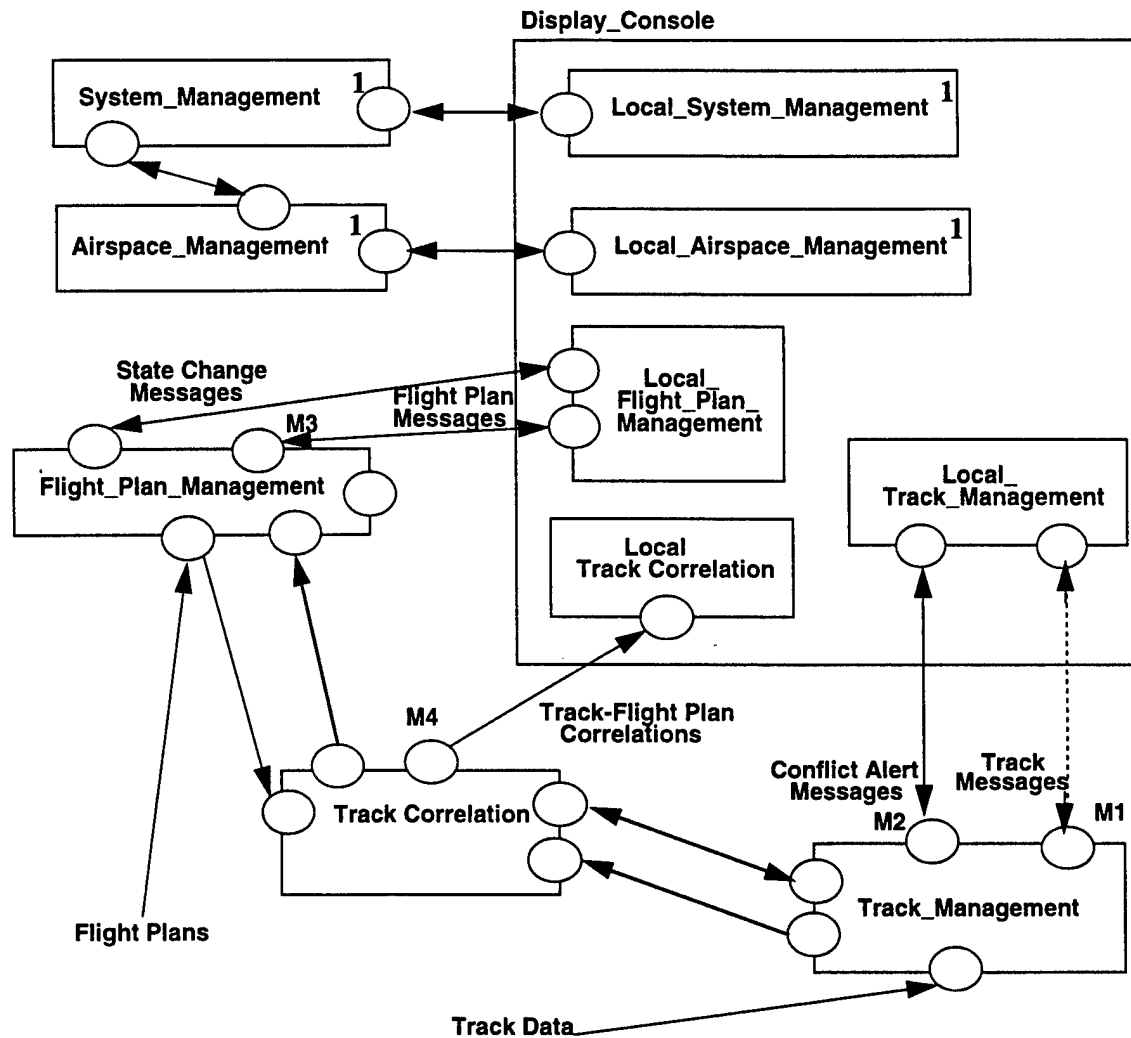 Display_Console
System_Management
1
Local_System_Management
1
Airspace_Management
1
Local_Airspace_Management
1
State Change
Messages
Flight Plan
Messages
Local_
Flight_Plan_
Management
M3
Flight_Plan_Management
Local_
Track_Management
Local
Track Correlation
M4
Track-Flight Plan
Correlations
Conflict Alert
Messages
Track
Messages
M2
M1
Track Correlation
Track_Management
Flight Plans
Track Data